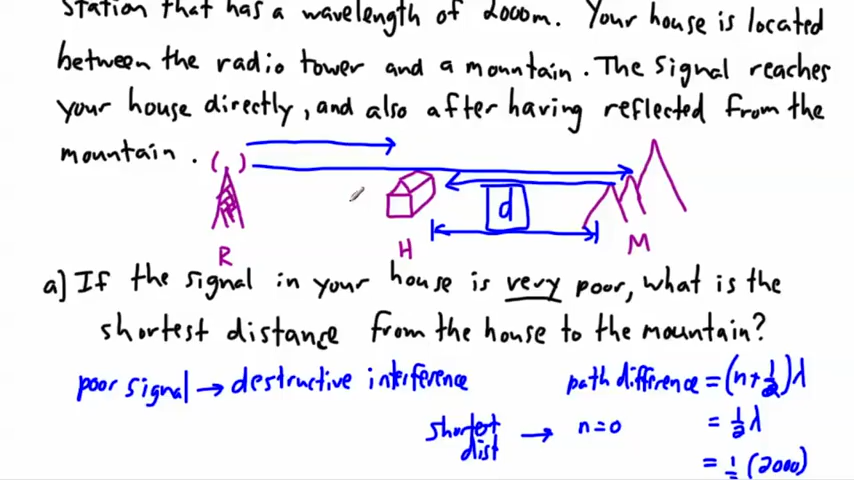 Station that has a wavelength of 2000m. Your house is located
between the radio tower and a mountain. The signal reaches
your house directly, and also after having reflected from the
mountain.
d
R H M
a] If the signal in your house is very poor, what is the
shortest distance from the house to the mountain?
poor signal → destructive interference path difference = (n+½)λ
shortest dist → n=0 = ½λ
= ½ (2000)